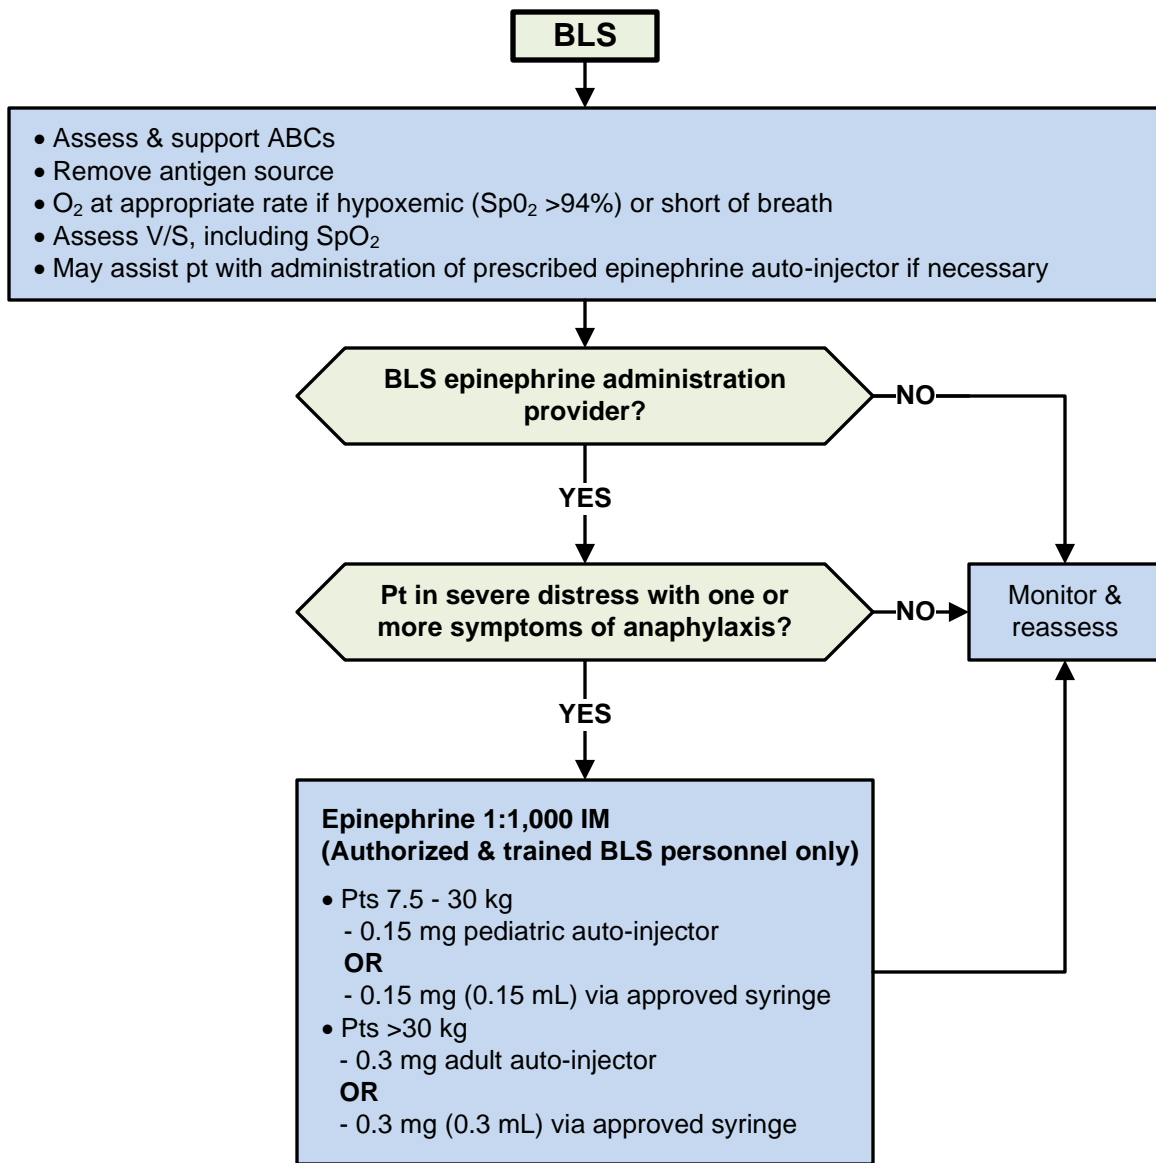 BLS
• Assess & support ABCs
• Remove antigen source
• O₂ at appropriate rate if hypoxemic (Sp0₂ >94%) or short of breath
• Assess V/S, including SpO₂
• May assist pt with administration of prescribed epinephrine auto-injector if necessary
BLS epinephrine administration
provider?
NO
YES
Pt in severe distress with one or
more symptoms of anaphylaxis?
NO
Monitor &
reassess
YES
Epinephrine 1:1,000 IM
(Authorized & trained BLS personnel only)
• Pts 7.5 - 30 kg
- 0.15 mg pediatric auto-injector
OR
- 0.15 mg (0.15 mL) via approved syringe
• Pts >30 kg
- 0.3 mg adult auto-injector
OR
- 0.3 mg (0.3 mL) via approved syringe